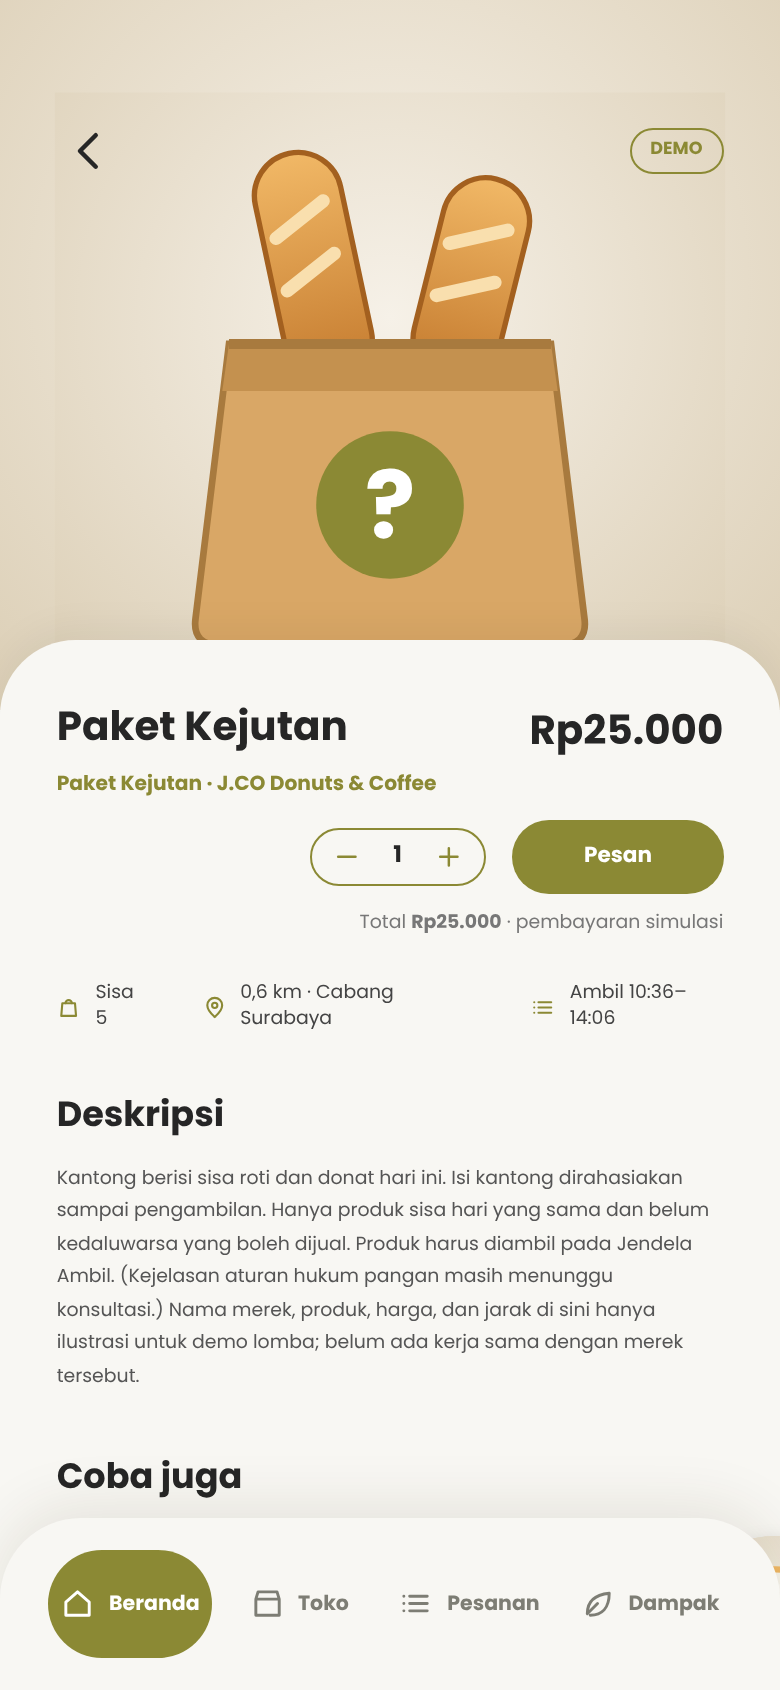 DEMO
?
Paket Kejutan
Rp25.000
Paket Kejutan · J.CO Donuts & Coffee
1
Pesan
Total Rp25.000 · pembayaran simulasi
Sisa
5
0,6 km · Cabang
Surabaya
Ambil 10:36–
14:06
Deskripsi
Kantong berisi sisa roti dan donat hari ini. Isi kantong dirahasiakan
sampai pengambilan. Hanya produk sisa hari yang sama dan belum
kedaluwarsa yang boleh dijual. Produk harus diambil pada Jendela
Ambil. (Kejelasan aturan hukum pangan masih menunggu
konsultasi.) Nama merek, produk, harga, dan jarak di sini hanya
ilustrasi untuk demo lomba; belum ada kerja sama dengan merek
tersebut.
Coba juga
Beranda
Toko
Pesanan
Dampak